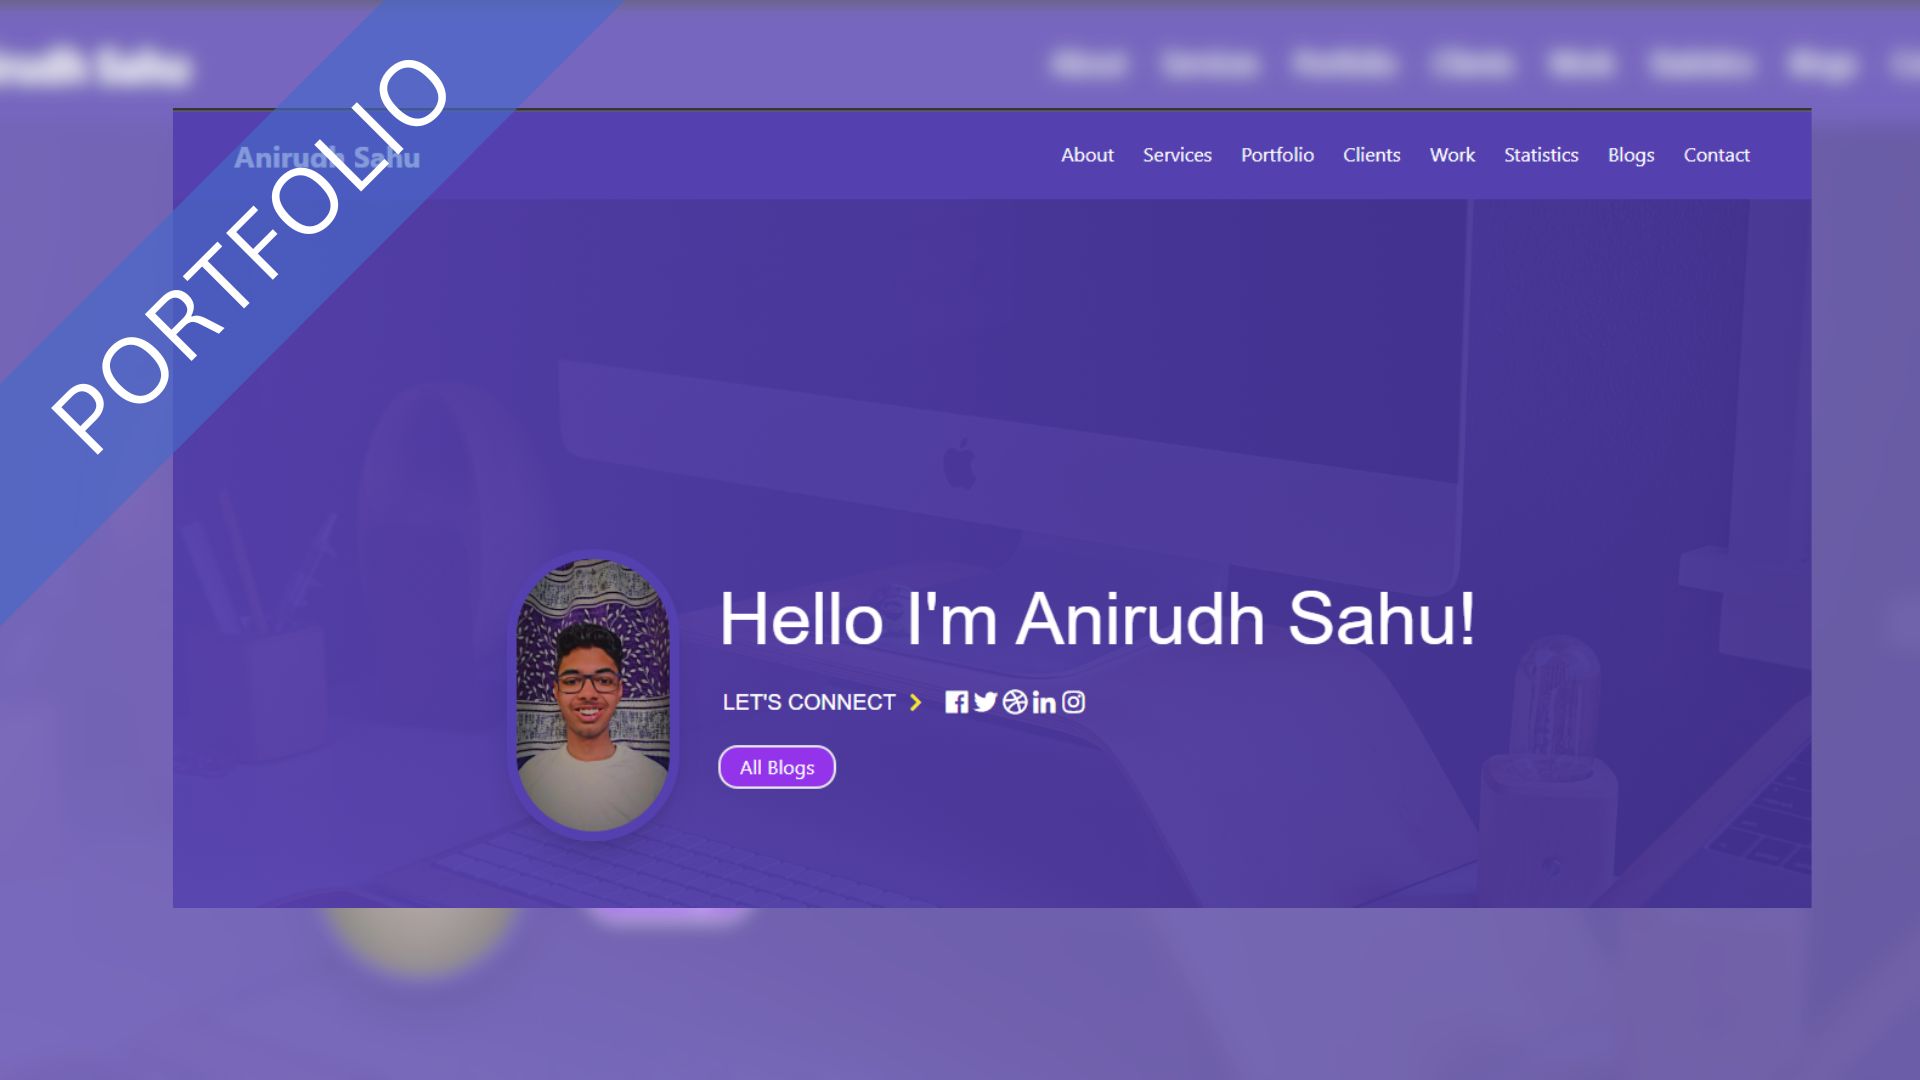 PORTFOLIO
Anirudh Sahu
About Services Portfolio Clients Work Statistics Blogs Contact
Hello I'm Anirudh Sahu!
LET'S CONNECT
All Blogs